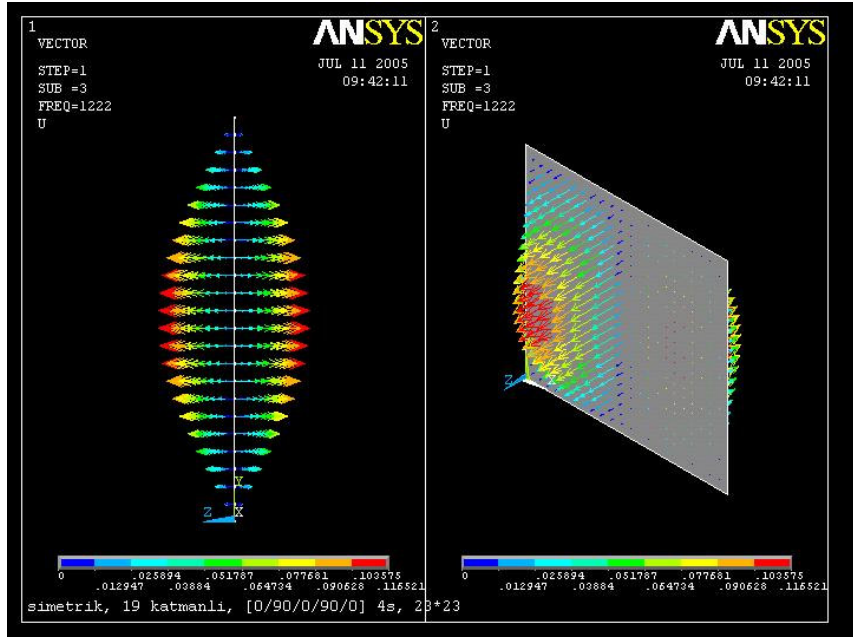 1
ANSYS
VECTOR
JUL 11 2005
STEP=1
09:42:11
SUB =3
FREQ=1222
U
Y
Z
X
0
.012947
.025894
.03884
.051787
.064734
.077681
.090628
.103575
.116521
2
ANSYS
VECTOR
JUL 11 2005
STEP=1
09:42:11
SUB =3
FREQ=1222
U
Z
0
.012947
.025894
.03884
.051787
.064734
.077681
.090628
.103575
.116521
simetrik, 19 katmanli, [0/90/0/90/0] 4s, 23*23